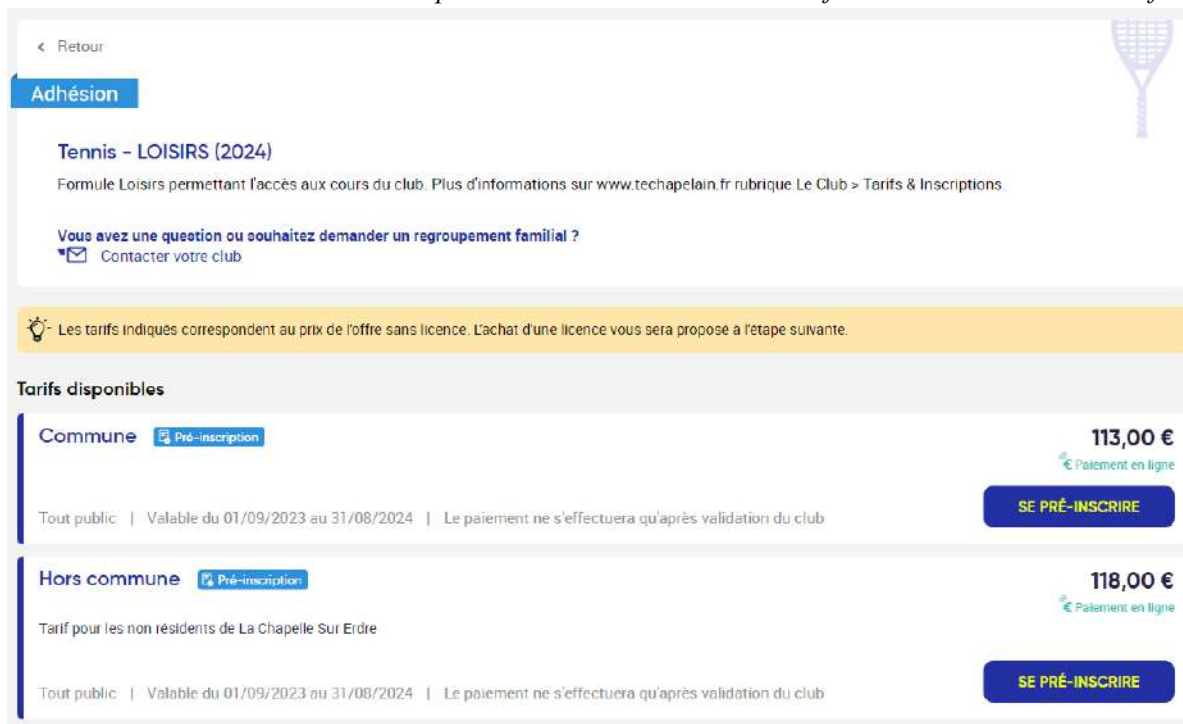 Retour
Adhésion
Tennis - LOISIRS (2024)
Formule Loisirs permettant l'accès aux cours du club. Plus d'informations sur www.techapelain.fr rubrique Le Club > Tarifs & Inscriptions.
Vous avez une question ou souhaitez demander un regroupement familial ?
Contacter votre club
Les tarifs indiqués correspondent au prix de l'offre sans licence. L'achat d'une licence vous sera proposé à l'étape suivante.
Tarifs disponibles
Commune Pré-inscription 113,00 €
Paiement en ligne
Tout public | Valable du 01/09/2023 au 31/08/2024 | Le paiement ne s'effectuera qu'après validation du club SE PRÉ-INSCRIRE
Hors commune Pré-inscription 118,00 €
Paiement en ligne
Tarif pour les non résidents de La Chapelle Sur Erdre
Tout public | Valable du 01/09/2023 au 31/08/2024 | Le paiement ne s'effectuera qu'après validation du club SE PRÉ-INSCRIRE